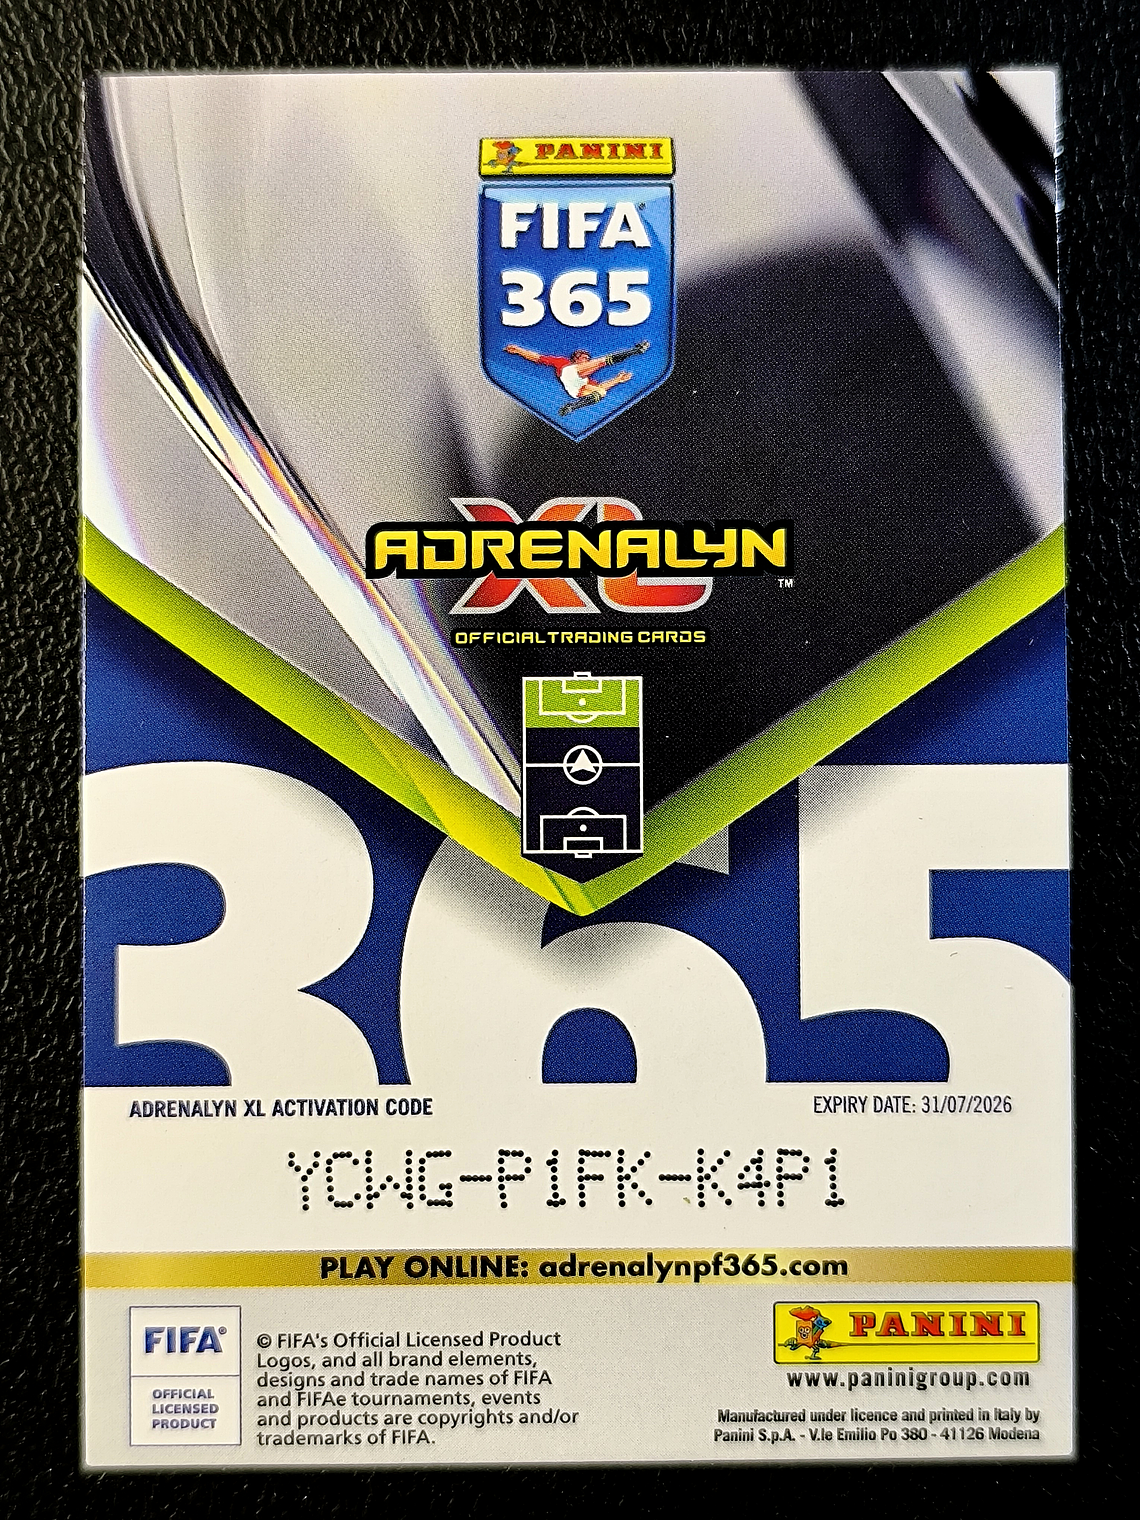 PANINI
FIFA
365
XL
ADRENALYN
TM
OFFICIAL TRADING CARDS
365
ADRENALYN XL ACTIVATION CODE
EXPIRY DATE: 31/07/2026
YCWG-P1FK-K4P1
PLAY ONLINE: adrenalynpf365.com
FIFA®
OFFICIAL
LICENSED
PRODUCT
© FIFA's Official Licensed Product
Logos, and all brand elements,
designs and trade names of FIFA
and FIFAe tournaments, events
and products are copyrights and/or
trademarks of FIFA.
PANINI
www.paninigroup.com
Manufactured under licence and printed in Italy by
Panini S.p.A. - V.le Emilio Po 380 - 41126 Modena